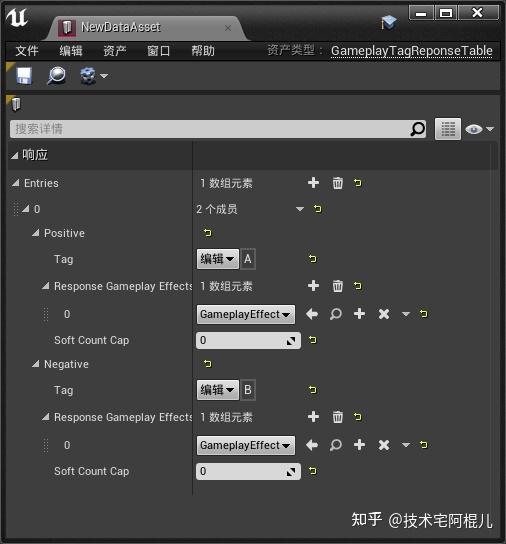 NewDataAsset
文件 编辑 资产 窗口 帮助 资产类型： GameplayTagReponseTable
搜索详情
响应
Entries 1 数组元素
0 2 个成员
Positive
Tag 编辑 A
Response Gameplay Effects 1 数组元素
0 GameplayEffect
Soft Count Cap 0
Negative
Tag 编辑 B
Response Gameplay Effects 1 数组元素
0 GameplayEffect
Soft Count Cap 0
知乎 @技术宅阿棍儿